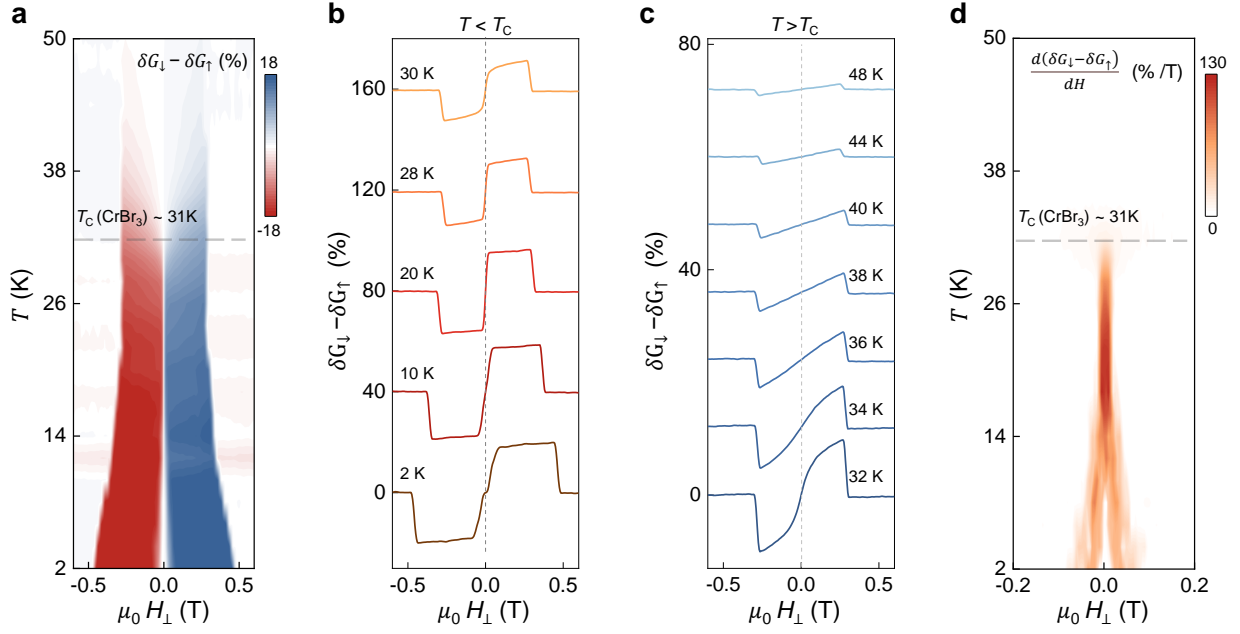 a
50
38
26
14
2
T (K)
-0.5
0.0
0.5
μ₀ H⊥ (T)
δG↓ − δG↑ (%)
18
-18
T_C (CrBr₃) ~ 31K
b
T < T_C
160
120
80
40
0
δG↓ −δG↑ (%)
30 K
28 K
20 K
10 K
2 K
-0.5
0.0
0.5
μ₀ H⊥ (T)
c
T > T_C
80
40
0
δG↓ −δG↑ (%)
48 K
44 K
40 K
38 K
36 K
34 K
32 K
-0.5
0.0
0.5
μ₀ H⊥ (T)
d
50
38
26
14
2
T (K)
d(δG↓−δG↑)
dH
(% /T)
130
0
T_C (CrBr₃) ~ 31K
-0.2
0.0
0.2
μ₀ H⊥ (T)